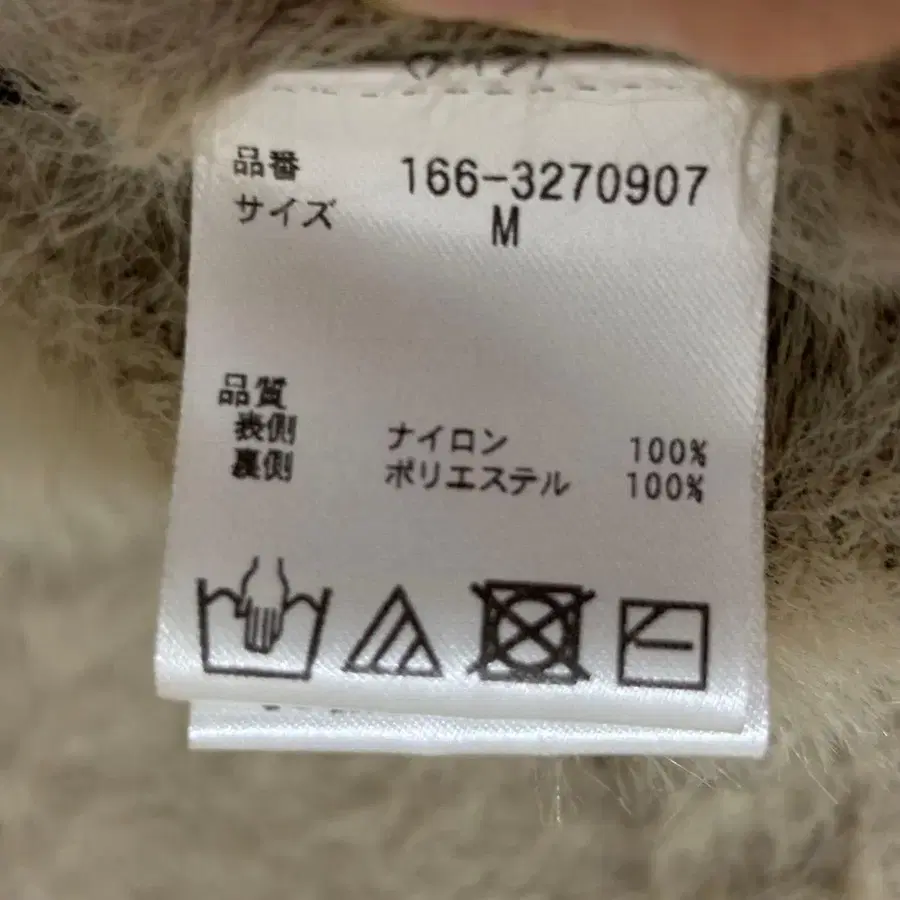 品番 166-3270907
サイズ M
品質
表側 ナイロン 100%
裏側 ポリエステル 100%